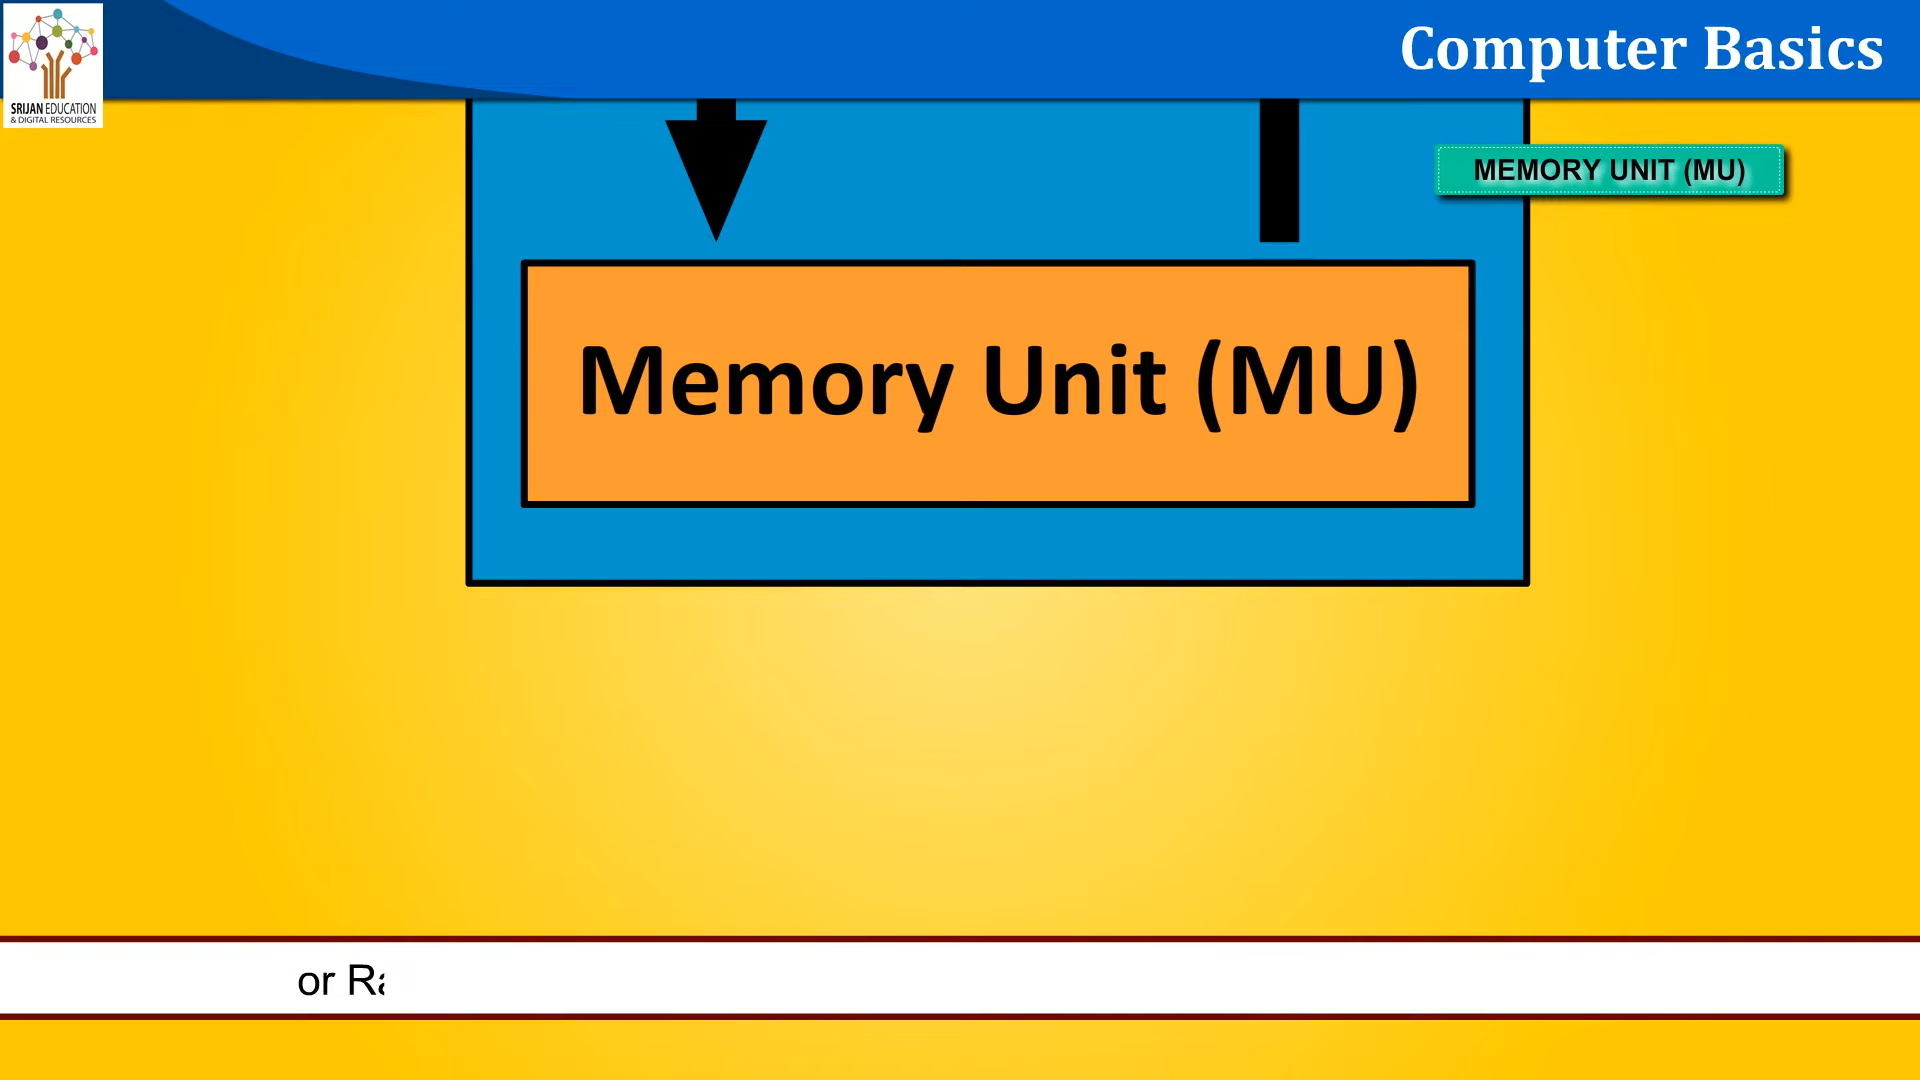 Computer Basics
SRIJAN EDUCATION
& DIGITAL RESOURCES
MEMORY UNIT (MU)
Memory Unit (MU)
or